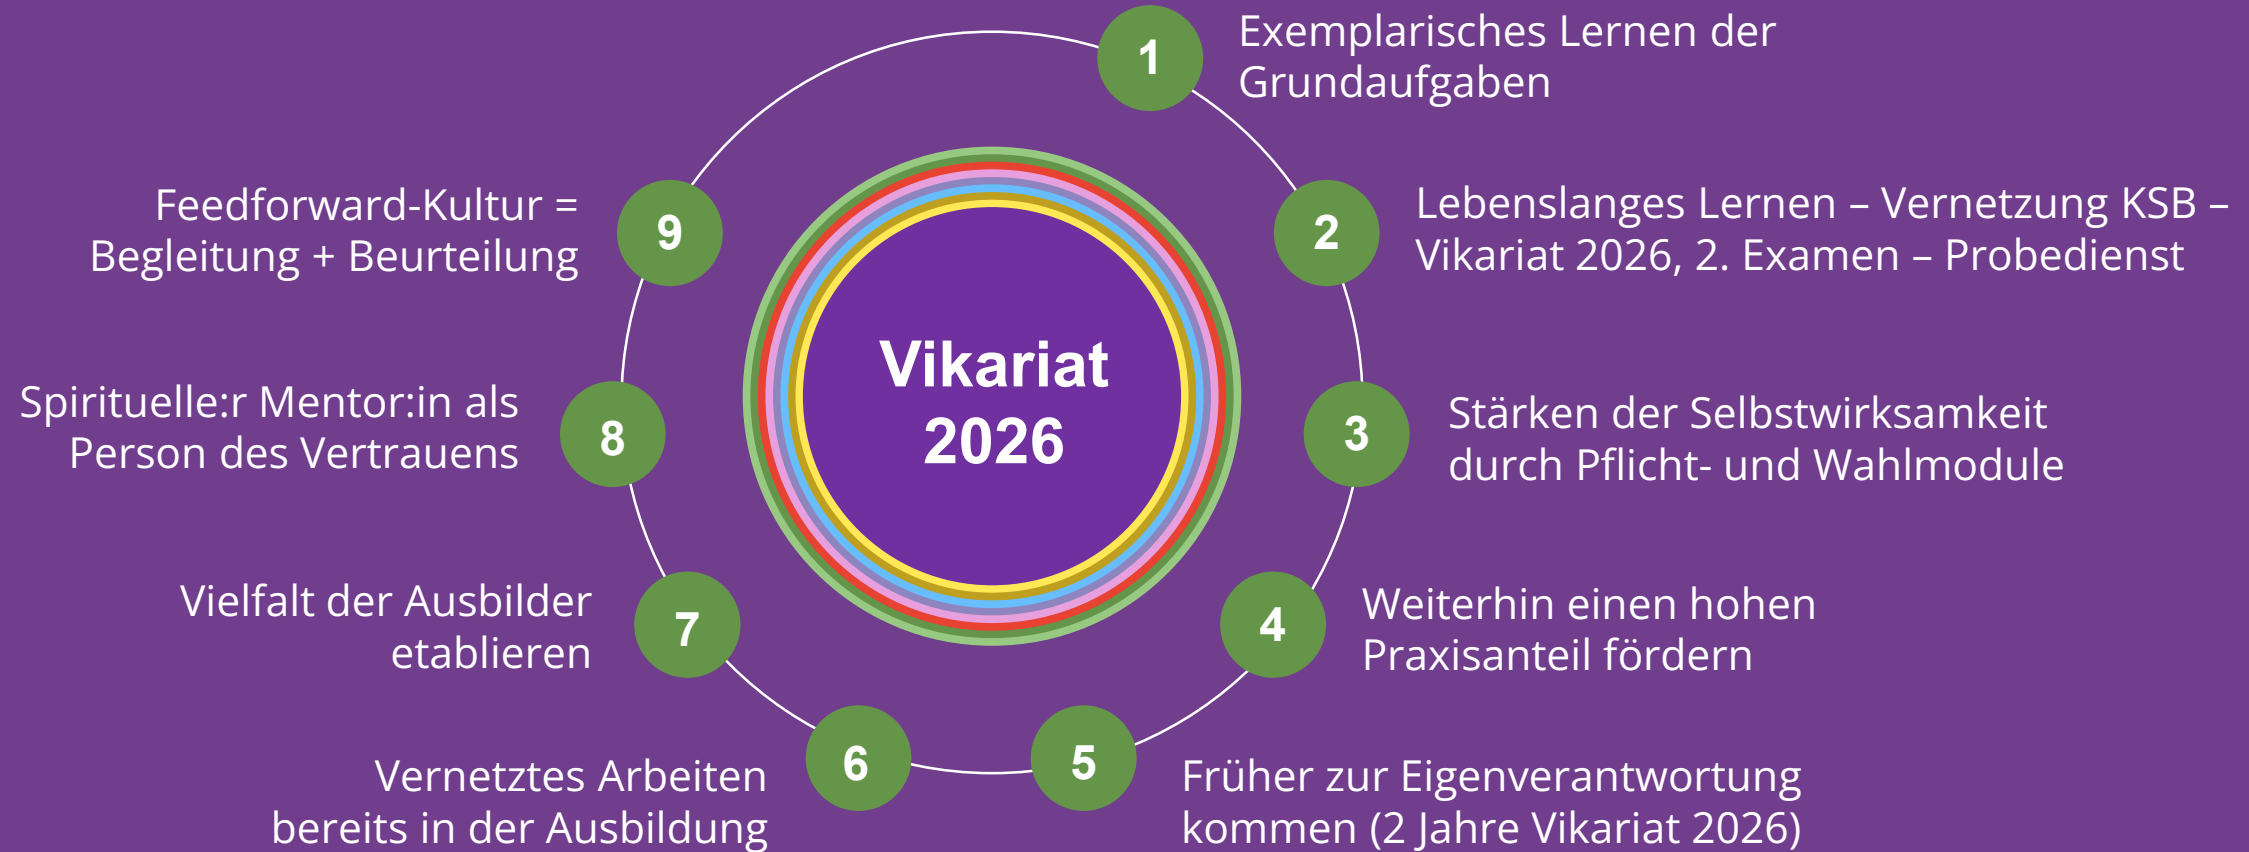 Vikariat
2026
1
Exemplarisches Lernen der
Grundaufgaben
2
Lebenslanges Lernen – Vernetzung KSB –
Vikariat 2026, 2. Examen – Probedienst
3
Stärken der Selbstwirksamkeit
durch Pflicht- und Wahlmodule
4
Weiterhin einen hohen
Praxisanteil fördern
5
Früher zur Eigenverantwortung
kommen (2 Jahre Vikariat 2026)
6
Vernetztes Arbeiten
bereits in der Ausbildung
7
Vielfalt der Ausbilder
etablieren
8
Spirituelle:r Mentor:in als
Person des Vertrauens
9
Feedforward-Kultur =
Begleitung + Beurteilung